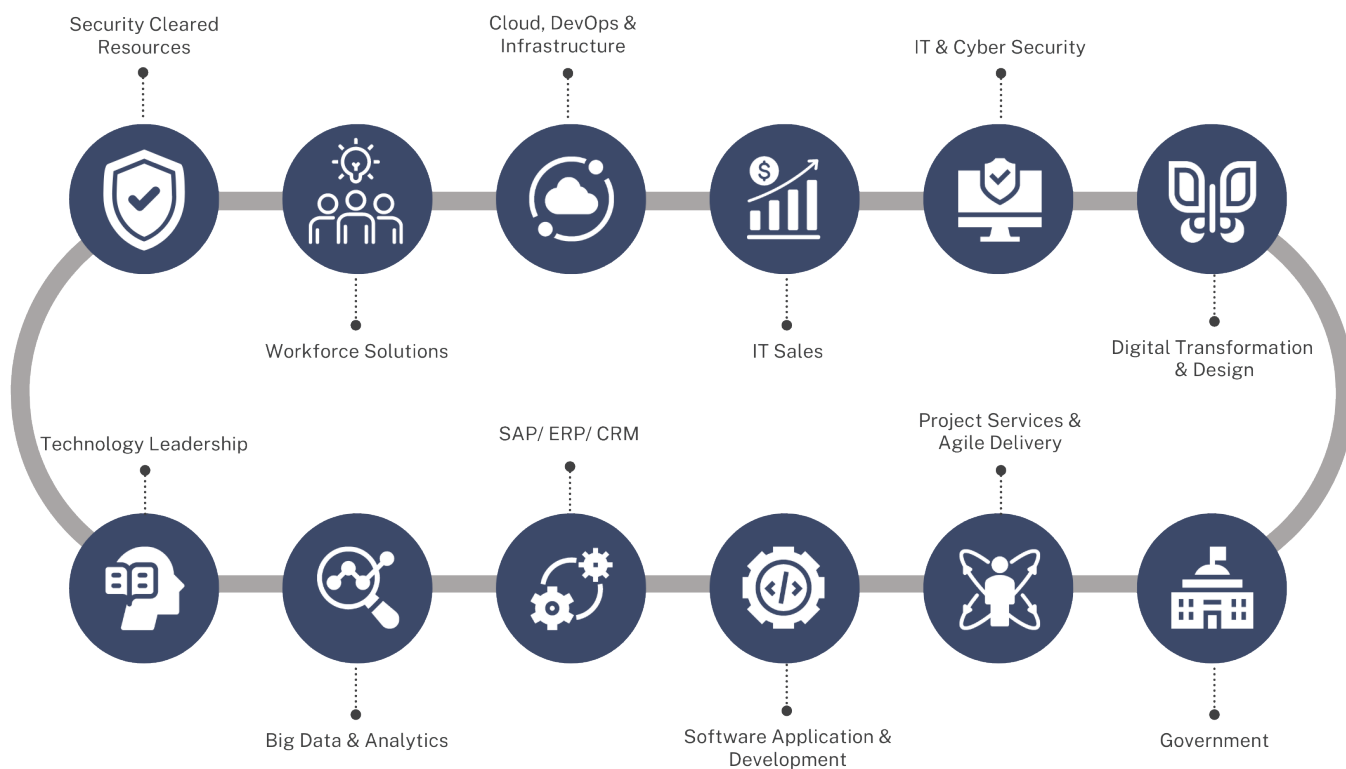 Security Cleared
Resources
Cloud, DevOps &
Infrastructure
IT & Cyber Security
$
Workforce Solutions
IT Sales
Digital Transformation
& Design
Technology Leadership
SAP/ ERP/ CRM
Project Services &
Agile Delivery
</>
Big Data & Analytics
Software Application &
Development
Government